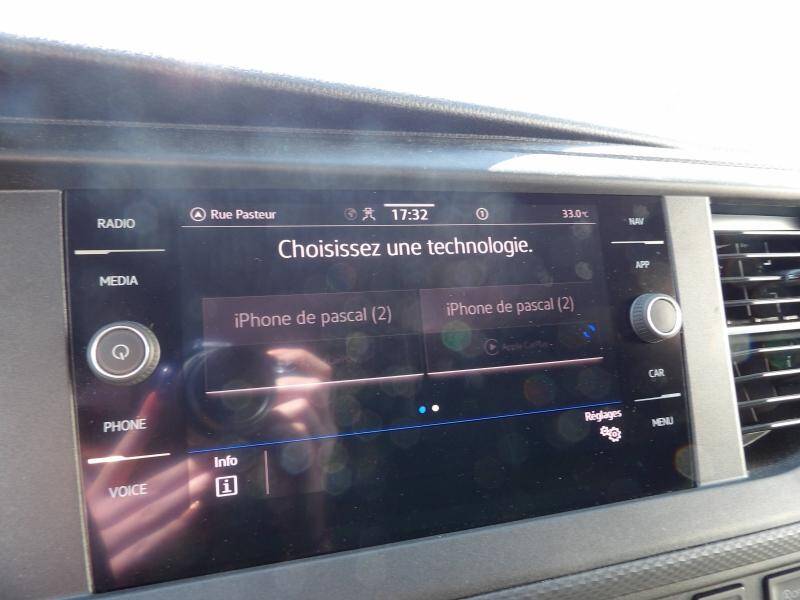 RADIO
MEDIA
PHONE
VOICE
Rue Pasteur
17:32
1
33.0°C
Choisissez une technologie.
iPhone de pascal (2)
iPhone de pascal (2)
Apple CarPlay
Réglages
Info
i
NAV
APP
CAR
MENU